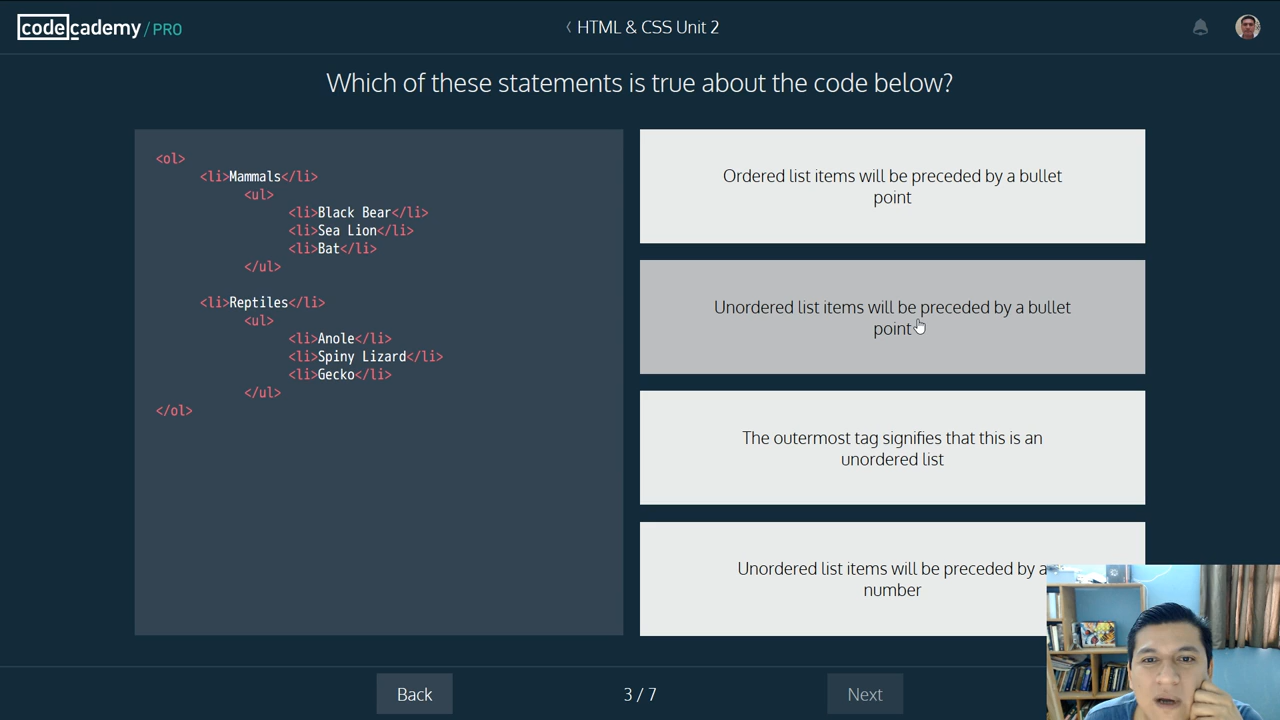 codecademy / PRO
HTML & CSS Unit 2
Which of these statements is true about the code below?
<ol>
<li>Mammals</li>
<ul>
<li>Black Bear</li>
<li>Sea Lion</li>
<li>Bat</li>
</ul>
<li>Reptiles</li>
<ul>
<li>Anole</li>
<li>Spiny Lizard</li>
<li>Gecko</li>
</ul>
</ol>
Ordered list items will be preceded by a bullet
point
Unordered list items will be preceded by a bullet
point
The outermost tag signifies that this is an
unordered list
Unordered list items will be preceded by a
number
Back
3 / 7
Next